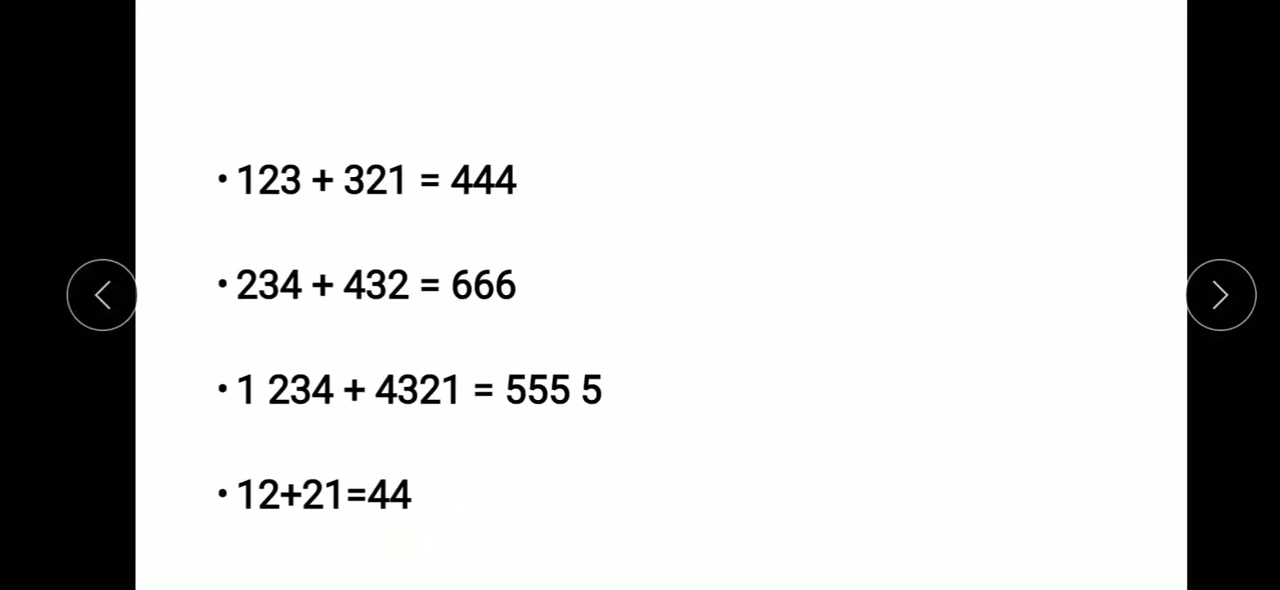 • 123 + 321 = 444
• 234 + 432 = 666
• 1 234 + 4321 = 555 5
• 12+21=44